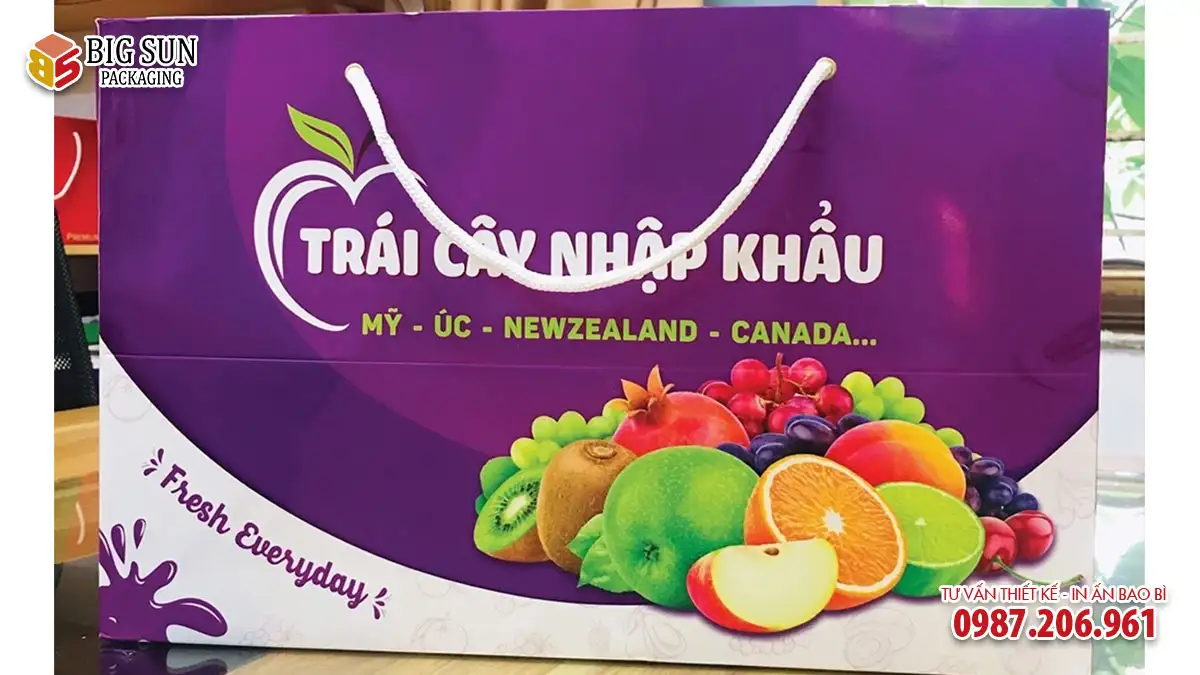 BIG SUN
PACKAGING
TRÁI CÂY NHẬP KHẨU
MỸ - ÚC - NEWZEALAND - CANADA...
Fresh Everyday
TƯ VẤN THIẾT KẾ - IN ẤN BAO BÌ
0987.206.961